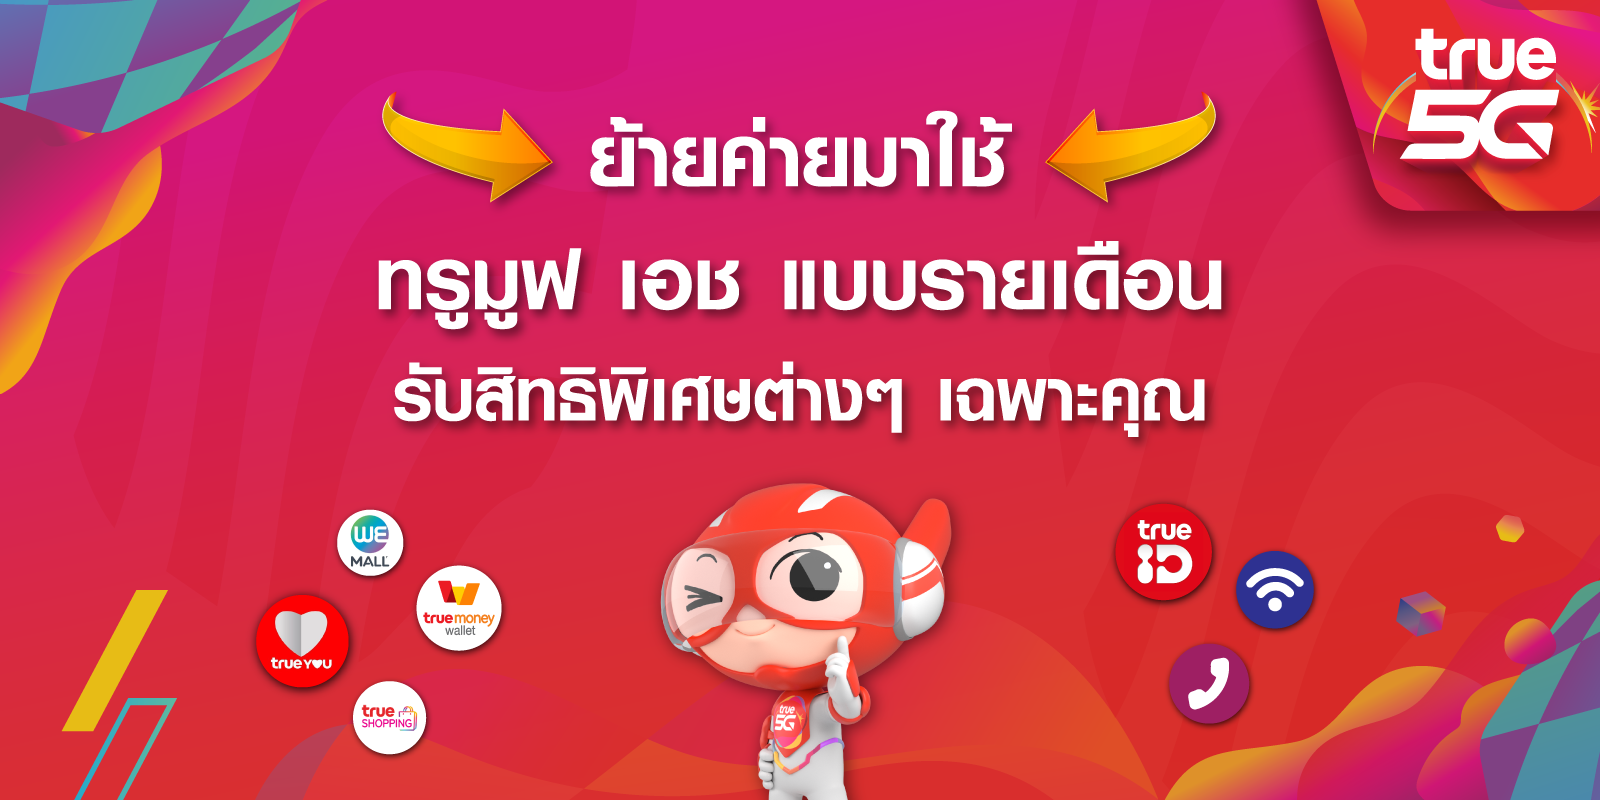 true
5G
ย้ายค่ายมาใช้
ทรูมูฟ เอช แบบรายเดือน
รับสิทธิพิเศษต่างๆ เฉพาะคุณ
WE
MALL
true money
wallet
true YOU
true
SHOPPING
true
5G
true
iD